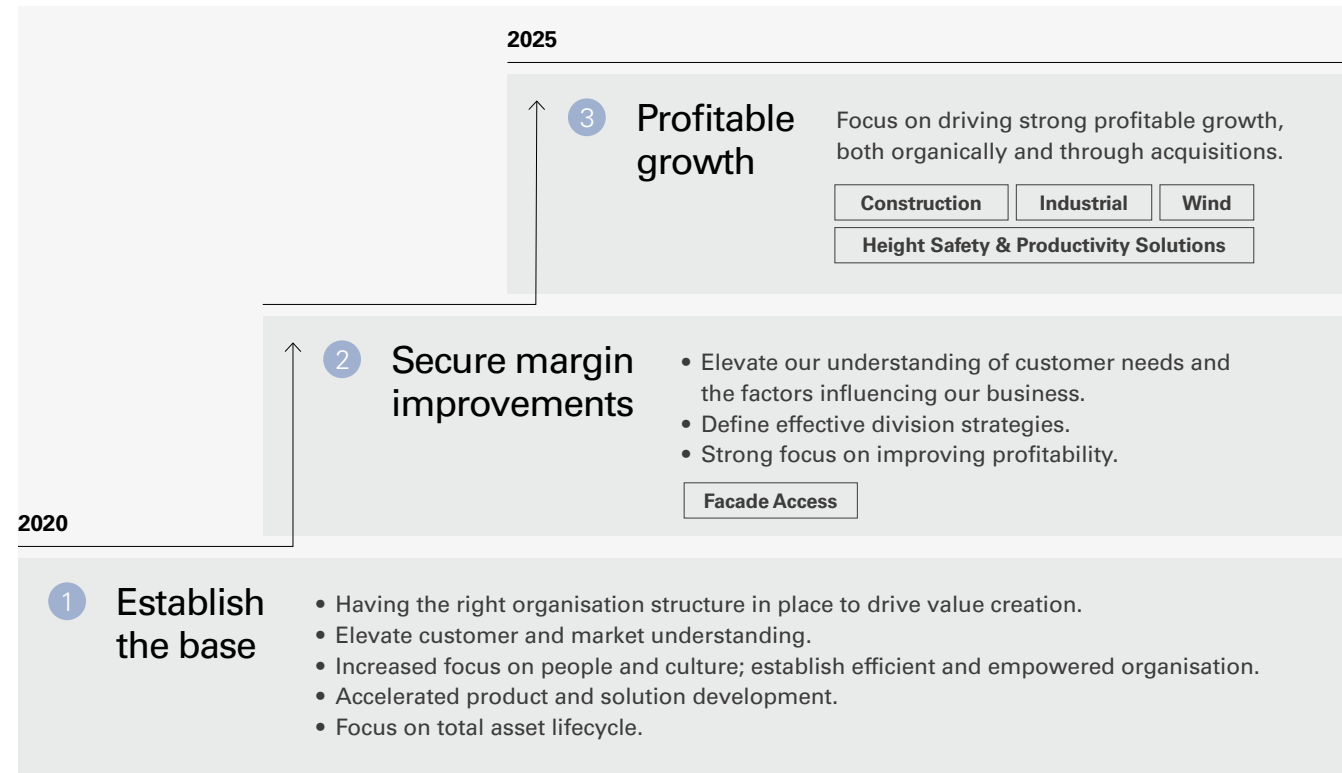 2025
3
Profitable
growth
Focus on driving strong profitable growth,
both organically and through acquisitions.
Construction
Industrial
Wind
Height Safety & Productivity Solutions
2
Secure margin
improvements
• Elevate our understanding of customer needs and
the factors influencing our business.
• Define effective division strategies.
• Strong focus on improving profitability.
Facade Access
2020
1
Establish
the base
• Having the right organisation structure in place to drive value creation.
• Elevate customer and market understanding.
• Increased focus on people and culture; establish efficient and empowered organisation.
• Accelerated product and solution development.
• Focus on total asset lifecycle.